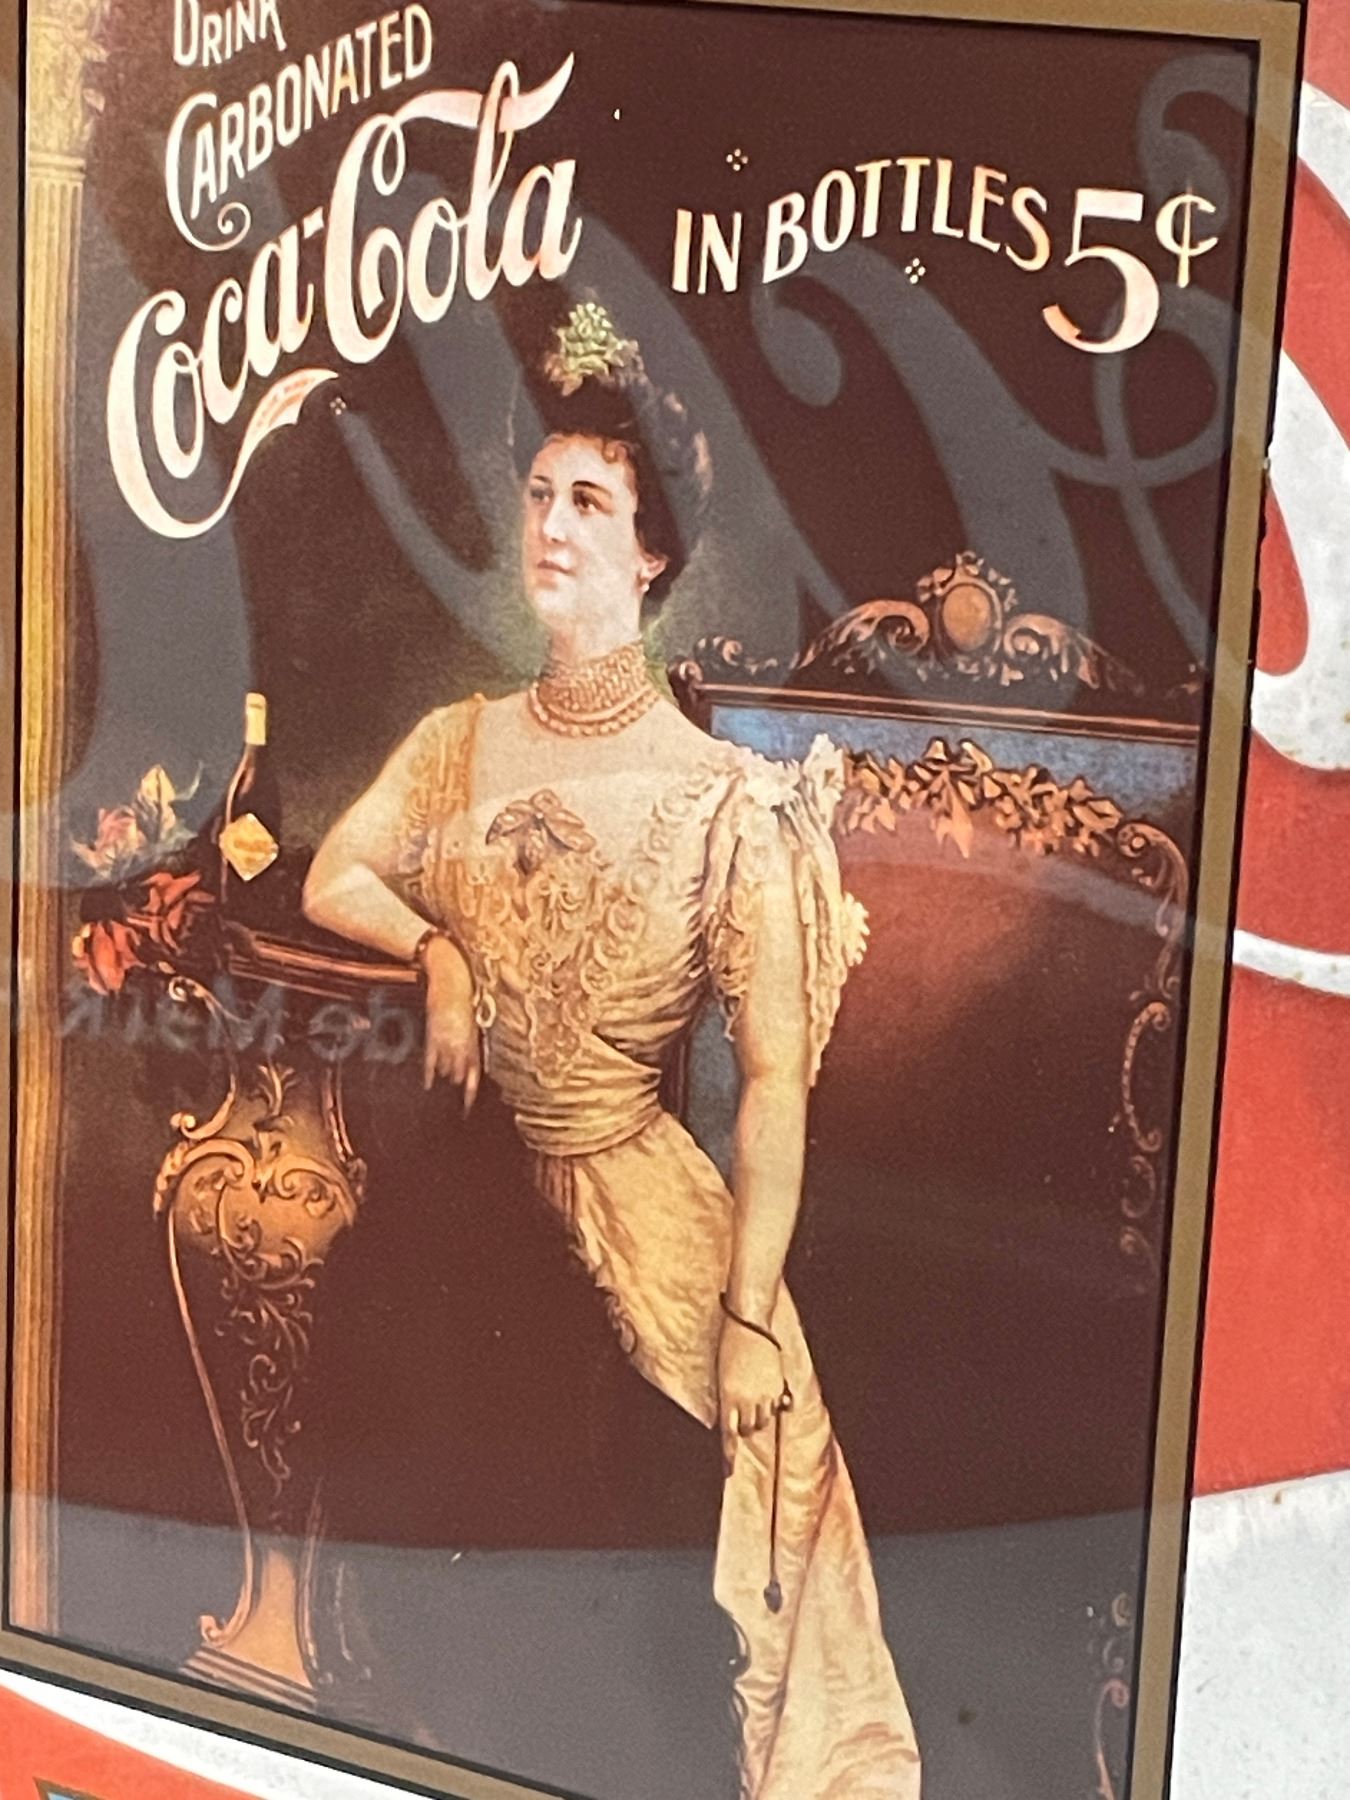 DRINK
CARBONATED
Coca-Cola
IN BOTTLES 5¢